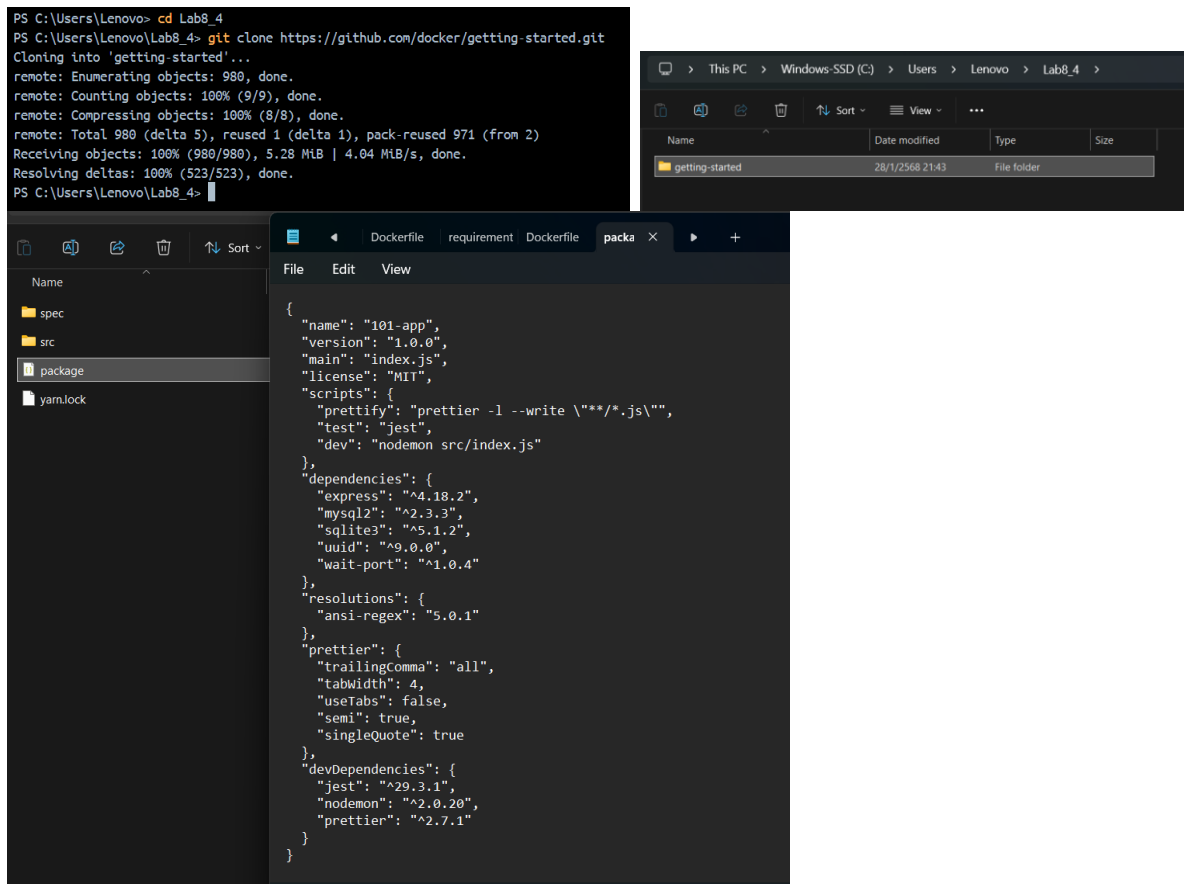 PS C:\Users\Lenovo> cd Lab8_4
PS C:\Users\Lenovo\Lab8_4> git clone https://github.com/docker/getting-started.git
Cloning into 'getting-started'...
remote: Enumerating objects: 980, done.
remote: Counting objects: 100% (9/9), done.
remote: Compressing objects: 100% (8/8), done.
remote: Total 980 (delta 5), reused 1 (delta 1), pack-reused 971 (from 2)
Receiving objects: 100% (980/980), 5.28 MiB | 4.04 MiB/s, done.
Resolving deltas: 100% (523/523), done.
PS C:\Users\Lenovo\Lab8_4>
This PC > Windows-SSD (C:) > Users > Lenovo > Lab8_4 >
Sort View ...
Name Date modified Type Size
getting-started 28/1/2568 21:43 File folder
Sort
Name
spec
src
package
yarn.lock
Dockerfile requirement Dockerfile packa
File Edit View
{
"name": "101-app",
"version": "1.0.0",
"main": "index.js",
"license": "MIT",
"scripts": {
"prettify": "prettier -l --write \"**/*.js\"",
"test": "jest",
"dev": "nodemon src/index.js"
},
"dependencies": {
"express": "^4.18.2",
"mysql2": "^2.3.3",
"sqlite3": "^5.1.2",
"uuid": "^9.0.0",
"wait-port": "^1.0.4"
},
"resolutions": {
"ansi-regex": "5.0.1"
},
"prettier": {
"trailingComma": "all",
"tabWidth": 4,
"useTabs": false,
"semi": true,
"singleQuote": true
},
"devDependencies": {
"jest": "^29.3.1",
"nodemon": "^2.0.20",
"prettier": "^2.7.1"
}
}